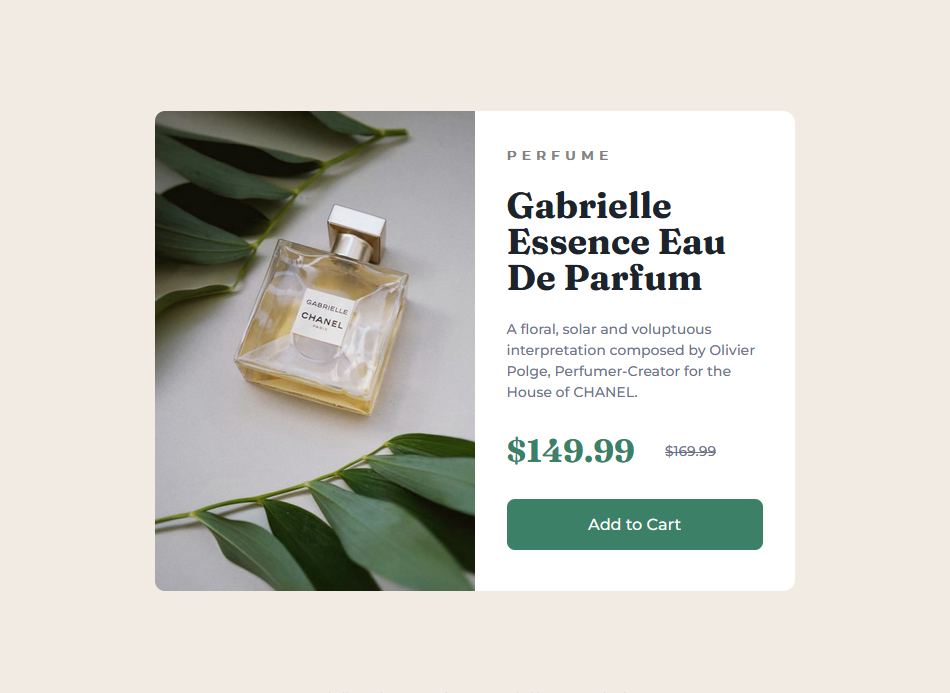 GABRIELLE
CHANEL
PARIS
PERFUME
Gabrielle
Essence Eau
De Parfum
A floral, solar and voluptuous
interpretation composed by Olivier
Polge, Perfumer-Creator for the
House of CHANEL.
$149.99 $169.99
Add to Cart